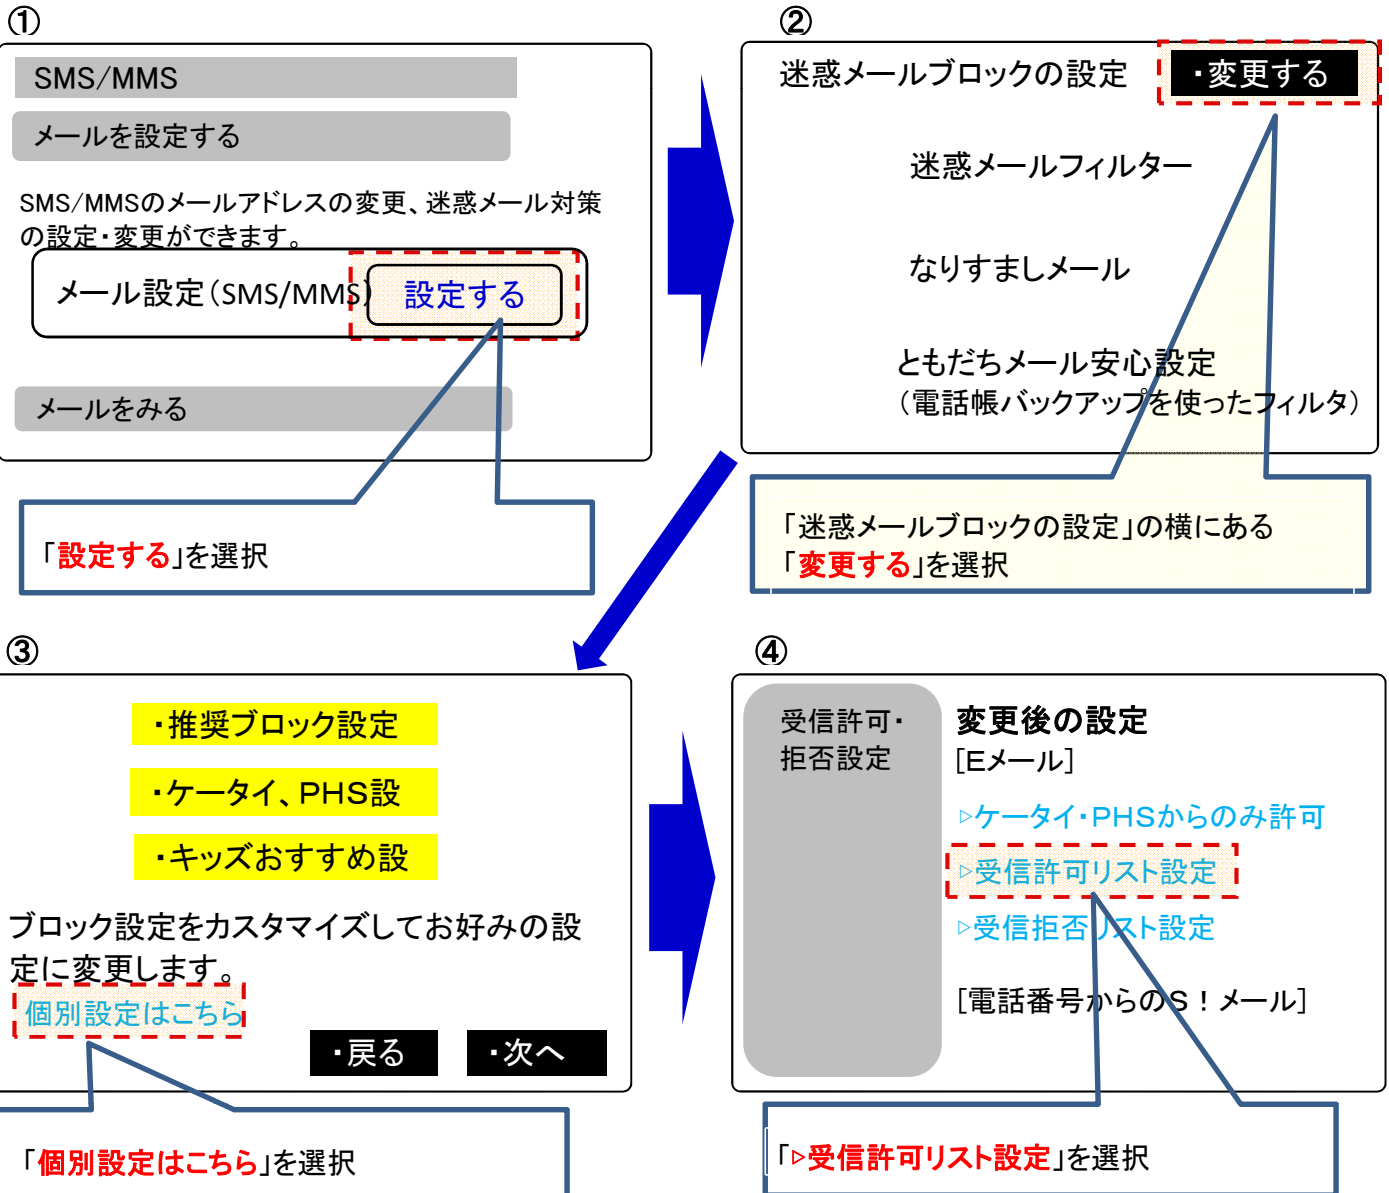 ①
SMS/MMS
メールを設定する
SMS/MMSのメールアドレスの変更、迷惑メール対策
の設定・変更ができます。
メール設定(SMS/MMS) 設定する
メールをみる
「設定する」を選択
②
迷惑メールブロックの設定 ・変更する
迷惑メールフィルター
なりすましメール
ともだちメール安心設定
(電話帳バックアップを使ったフィルタ)
「迷惑メールブロックの設定」の横にある
「変更する」を選択
③
・推奨ブロック設定
・ケータイ、PHS設
・キッズおすすめ設
ブロック設定をカスタマイズしてお好みの設
定に変更します。
個別設定はこちら
・戻る ・次へ
「個別設定はこちら」を選択
④
受信許可・
拒否設定
変更後の設定
[Eメール]
▷ケータイ・PHSからのみ許可
▷受信許可リスト設定
▷受信拒否リスト設定
[電話番号からのS!メール]
「▷受信許可リスト設定」を選択